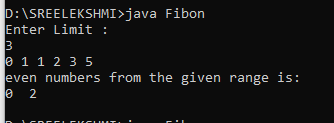 D:\SREELEKSHMI>java Fibon
Enter Limit :
3
0 1 1 2 3 5
even numbers from the given range is:
0  2